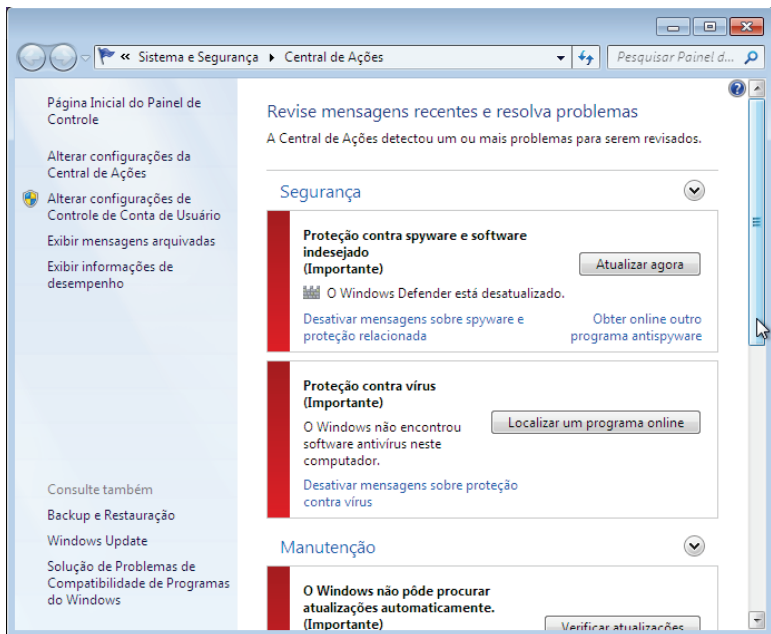 « Sistema e Segurança ▸ Central de Ações
Pesquisar Painel d...
Página Inicial do Painel de
Controle
Alterar configurações da
Central de Ações
Alterar configurações de
Controle de Conta de Usuário
Exibir mensagens arquivadas
Exibir informações de
desempenho
Consulte também
Backup e Restauração
Windows Update
Solução de Problemas de
Compatibilidade de Programas
do Windows
Revise mensagens recentes e resolva problemas
A Central de Ações detectou um ou mais problemas para serem revisados.
Segurança
Proteção contra spyware e software
indesejado
(Importante)
Atualizar agora
O Windows Defender está desatualizado.
Desativar mensagens sobre spyware e
proteção relacionada
Obter online outro
programa antispyware
Proteção contra vírus
(Importante)
O Windows não encontrou
software antivírus neste
computador.
Localizar um programa online
Desativar mensagens sobre proteção
contra vírus
Manutenção
O Windows não pôde procurar
atualizações automaticamente.
(Importante)
Verificar atualizações